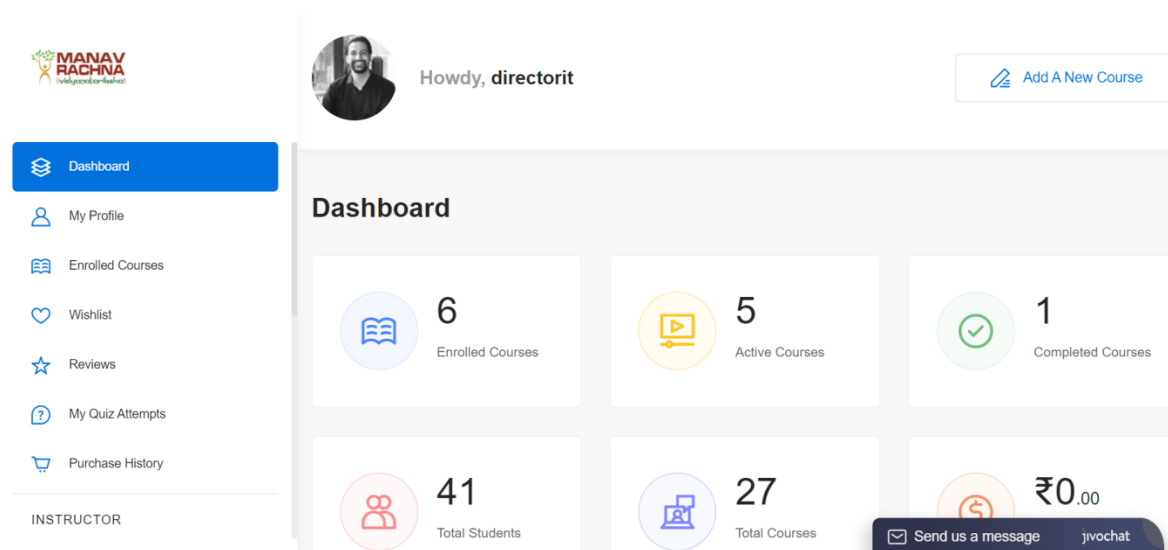 MANAV
RACHNA
Howdy, directorit
Add A New Course
Dashboard
My Profile
Enrolled Courses
Wishlist
Reviews
My Quiz Attempts
Purchase History
INSTRUCTOR
Dashboard
6
Enrolled Courses
5
Active Courses
1
Completed Courses
41
Total Students
27
Total Courses
₹0.00
Send us a message jivochat